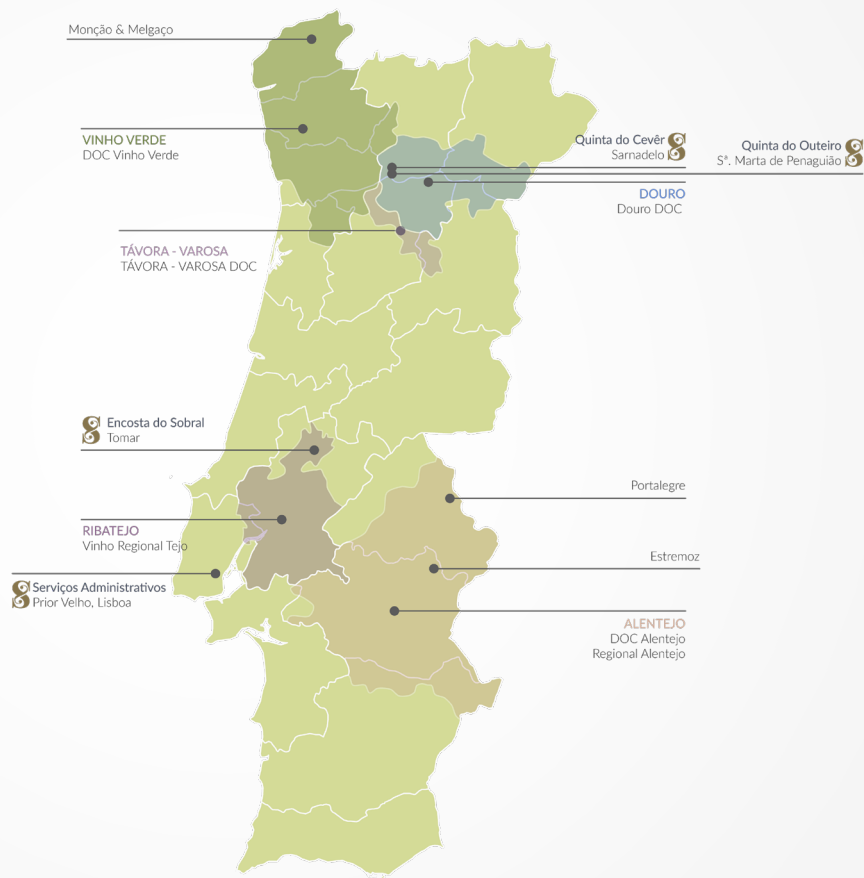 Monção & Melgaço
VINHO VERDE
DOC Vinho Verde
Quinta do Cevêr
Sarnadelo
Quinta do Outeiro
Sª. Marta de Penaguião
DOURO
Douro DOC
TÁVORA - VAROSA
TÁVORA - VAROSA DOC
Encosta do Sobral
Tomar
Portalegre
RIBATEJO
Vinho Regional Tejo
Estremoz
Serviços Administrativos
Prior Velho, Lisboa
ALENTEJO
DOC Alentejo
Regional Alentejo